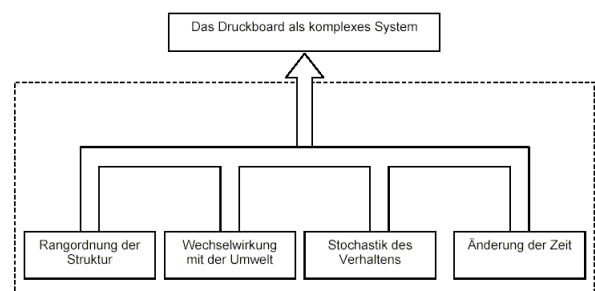 Das Druckboard als komplexes System
Rangordnung der
Struktur
Wechselwirkung
mit der Umwelt
Stochastik des
Verhaltens
Änderung der Zeit